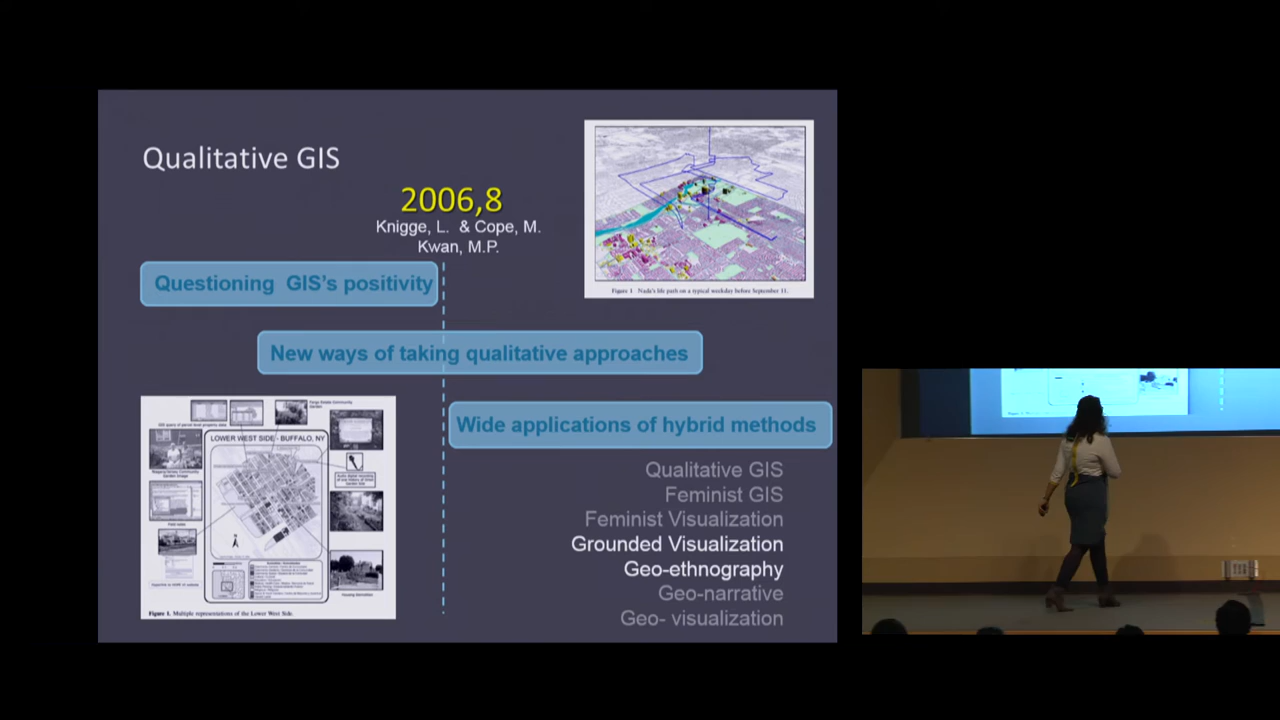 Qualitative GIS
2006,8
Knigge, L. & Cope, M.
Kwan, M.P.
Figure 1 Nada's life path on a typical weekday before September 11.
Questioning GIS's positivity
New ways of taking qualitative approaches
Wide applications of hybrid methods
LOWER WEST SIDE - BUFFALO, NY
Field notes
Figure 1. Multiple representations of the Lower West Side.
Qualitative GIS
Feminist GIS
Feminist Visualization
Grounded Visualization
Geo-ethnography
Geo-narrative
Geo- visualization